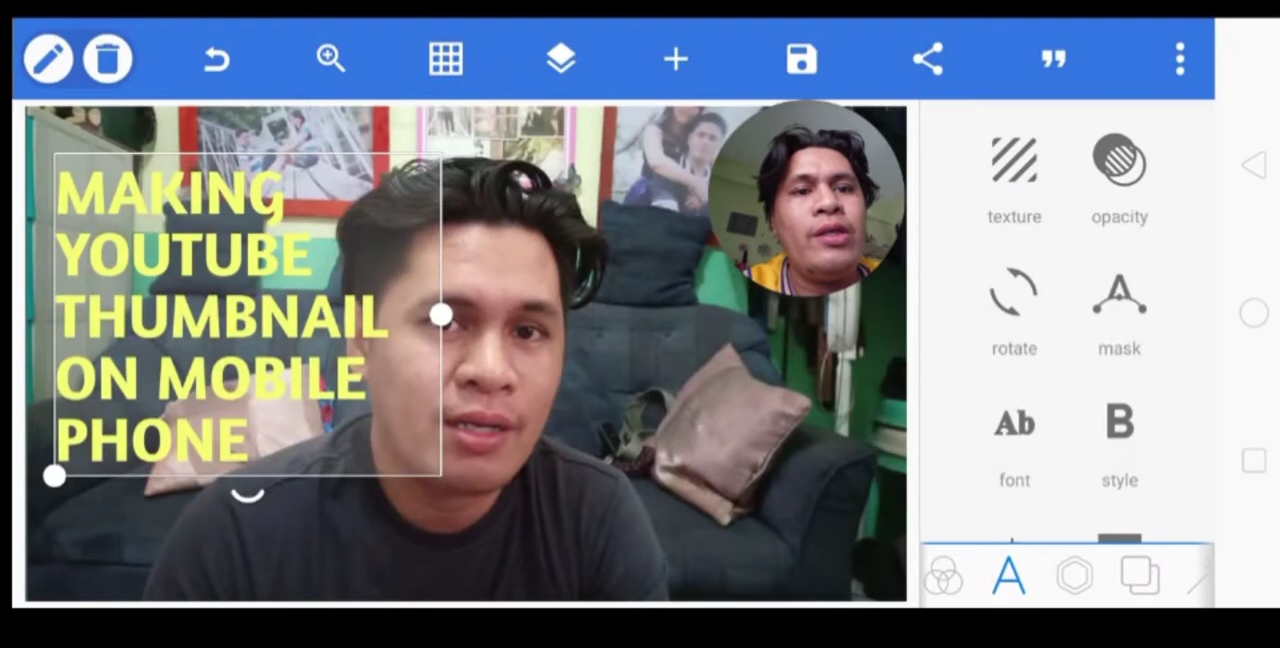 MAKING
YOUTUBE
THUMBNAIL
ON MOBILE
PHONE
texture
opacity
rotate
mask
Ab
B
font
style
A